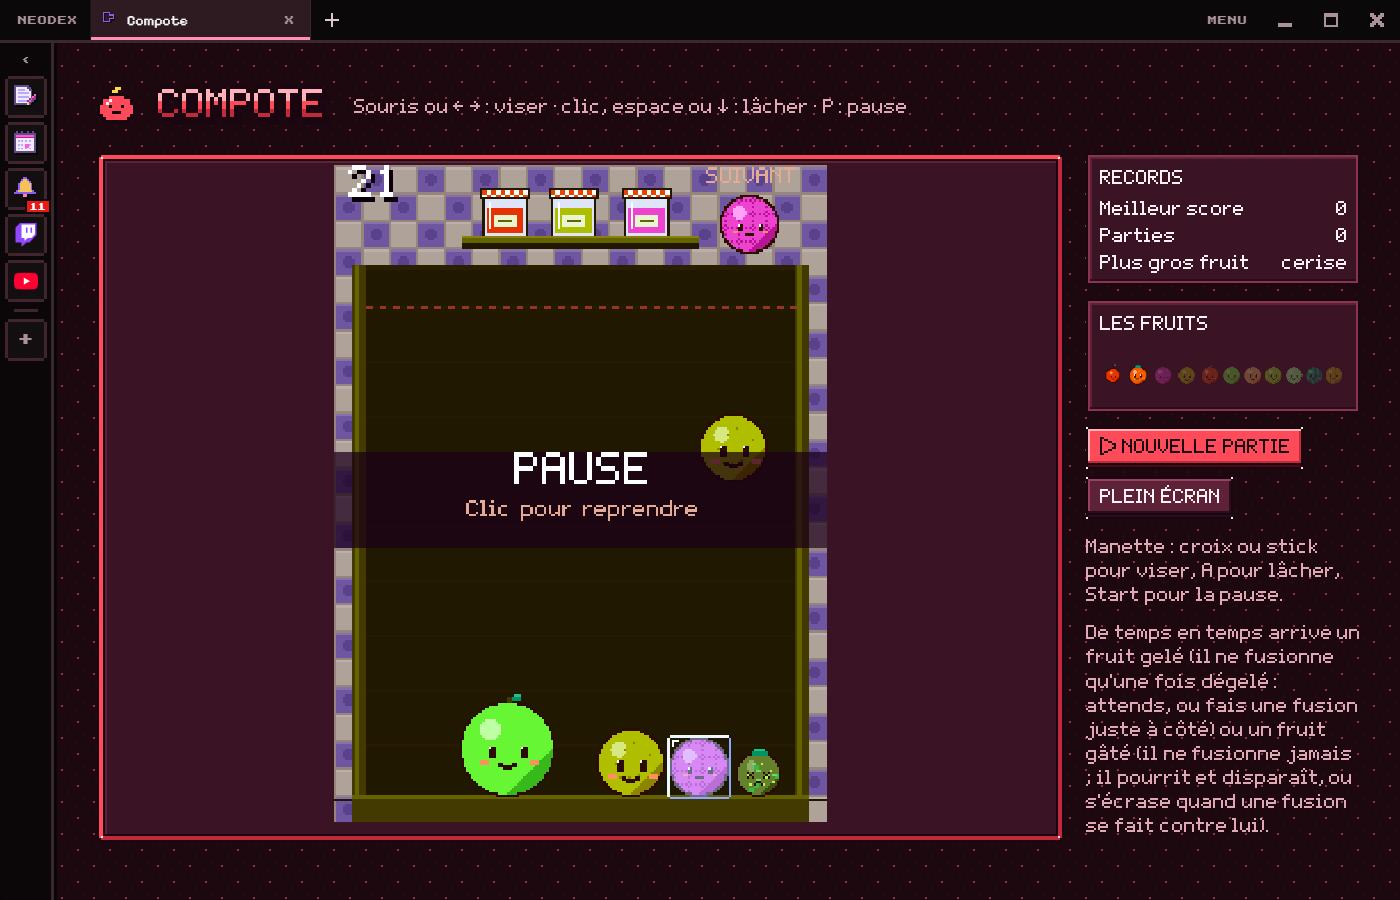 NEODEX
Compote
MENU
COMPOTE
Souris ou ← → : viser · clic, espace ou ↓ : lâcher · P : pause
11
21
SUIVANT
PAUSE
Clic pour reprendre
RECORDS
Meilleur score 0
Parties 0
Plus gros fruit cerise
LES FRUITS
NOUVELLE PARTIE
PLEIN ÉCRAN
Manette : croix ou stick
pour viser, A pour lâcher,
Start pour la pause.
De temps en temps arrive un
fruit gelé (il ne fusionne
qu'une fois dégelé :
attends, ou fais une fusion
juste à côté) ou un fruit
gâté (il ne fusionne jamais
; il pourrit et disparaît, ou
s'écrase quand une fusion
se fait contre lui).